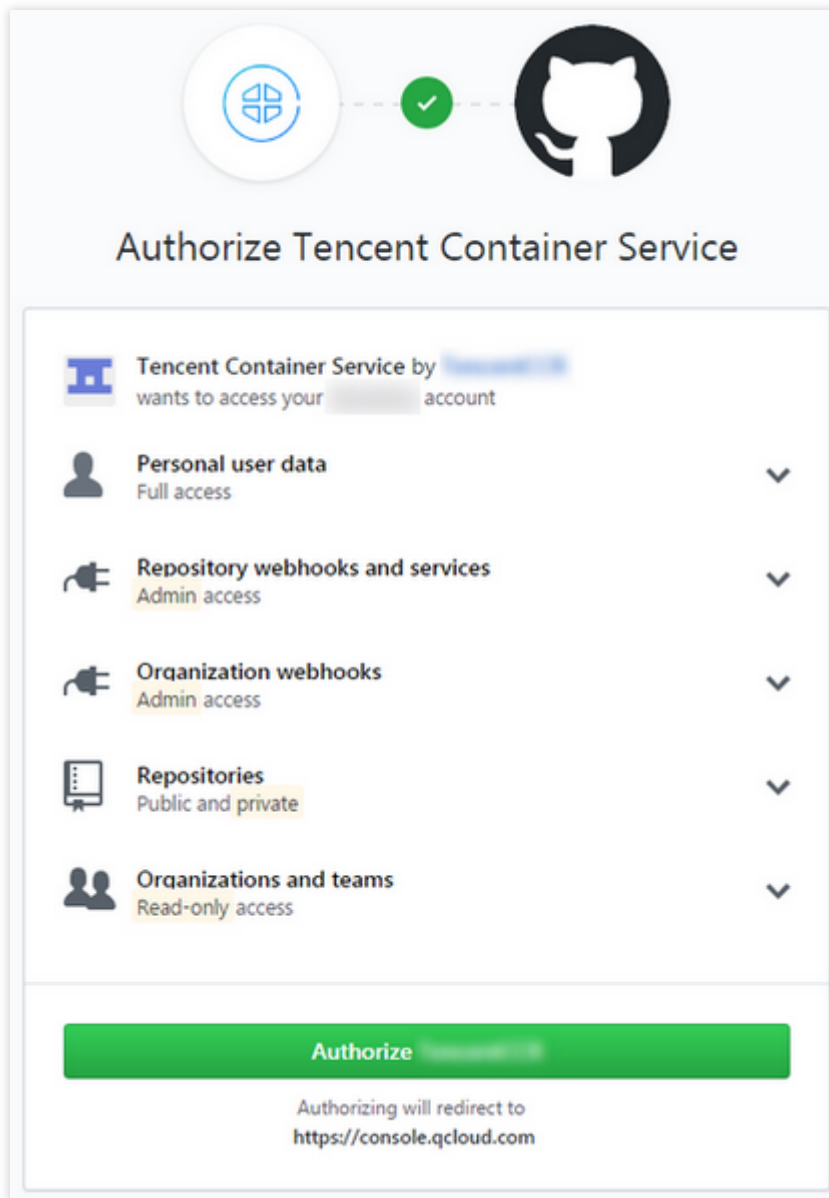 Authorize Tencent Container Service
Tencent Container Service by
wants to access your account
Personal user data
Full access
Repository webhooks and services
Admin access
Organization webhooks
Admin access
Repositories
Public and private
Organizations and teams
Read-only access
Authorize
Authorizing will redirect to
https://console.qcloud.com